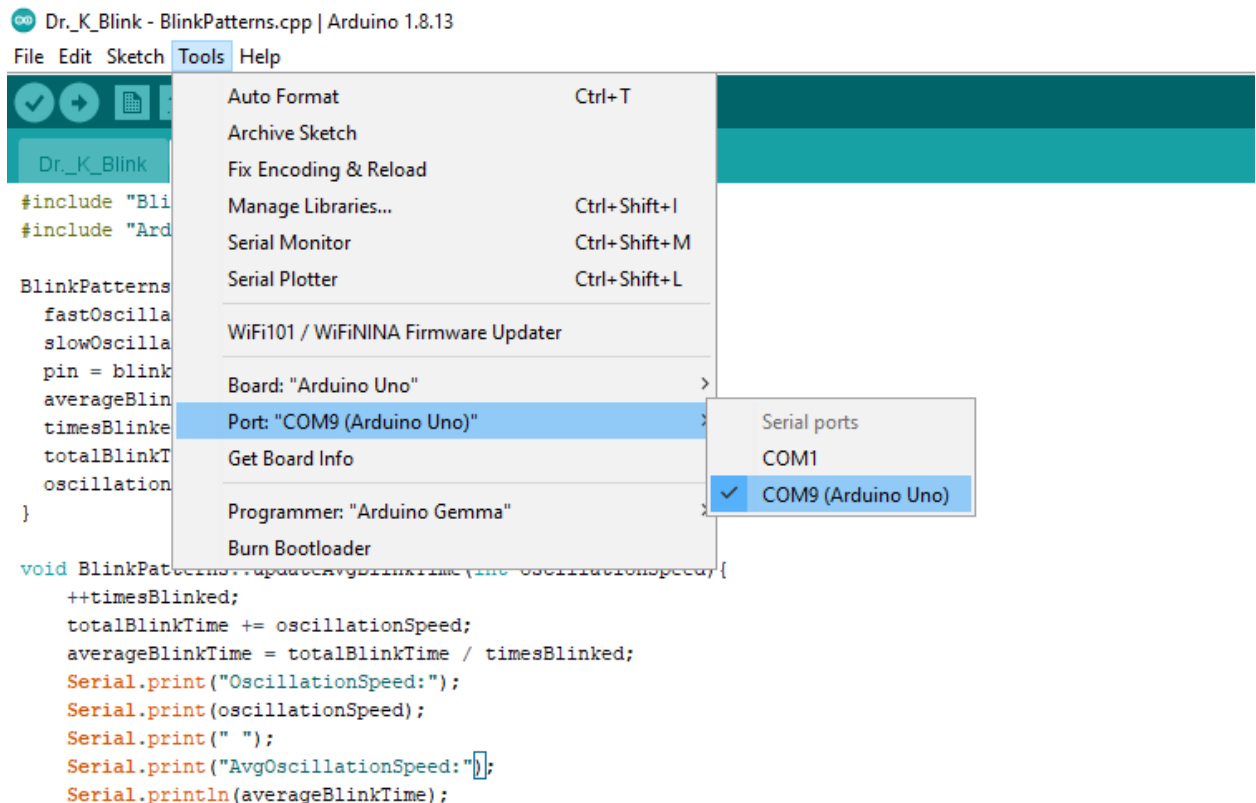 Dr._K_Blink - BlinkPatterns.cpp | Arduino 1.8.13
File Edit Sketch Tools Help
Auto Format Ctrl+T
Archive Sketch
Dr._K_Blink
Fix Encoding & Reload
#include "Bli
Manage Libraries... Ctrl+Shift+I
#include "Ard
Serial Monitor Ctrl+Shift+M
Serial Plotter Ctrl+Shift+L
BlinkPatterns
fastOscilla
WiFi101 / WiFiNINA Firmware Updater
slowOscilla
pin = blink
Board: "Arduino Uno"
averageBlin
Port: "COM9 (Arduino Uno)"
Serial ports
timesBlinke
totalBlinkT
Get Board Info
COM1
oscillation
COM9 (Arduino Uno)
}
Programmer: "Arduino Gemma"
Burn Bootloader
void BlinkPatterns::updateAvgBlinkTime(int oscillationSpeed){
++timesBlinked;
totalBlinkTime += oscillationSpeed;
averageBlinkTime = totalBlinkTime / timesBlinked;
Serial.print("OscillationSpeed:");
Serial.print(oscillationSpeed);
Serial.print(" ");
Serial.print("AvgOscillationSpeed:");
Serial.println(averageBlinkTime);